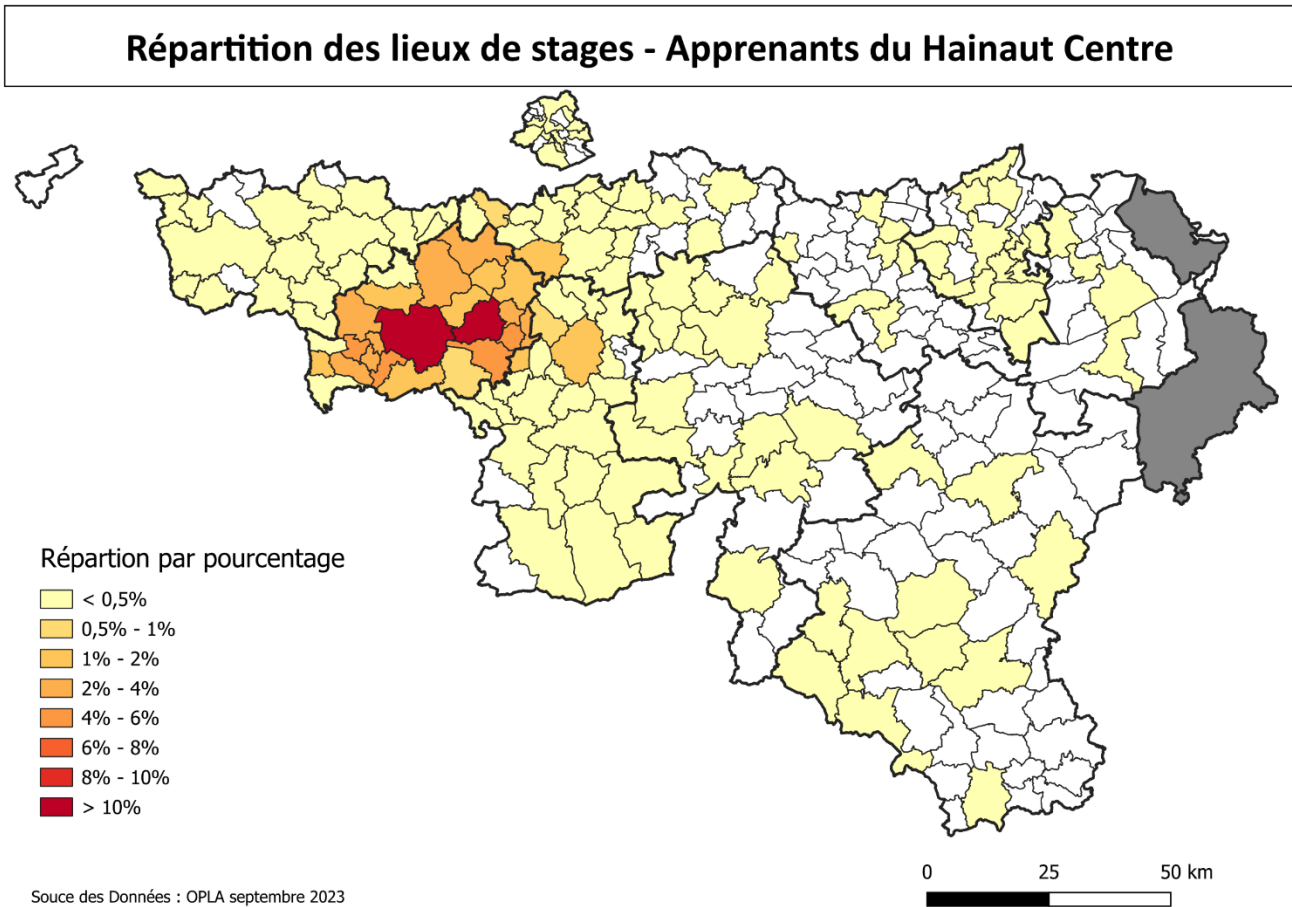 Répartition des lieux de stages - Apprenants du Hainaut Centre
Répartion par pourcentage
< 0,5%
0,5% - 1%
1% - 2%
2% - 4%
4% - 6%
6% - 8%
8% - 10%
> 10%
0 25 50 km
Souce des Données : OPLA septembre 2023